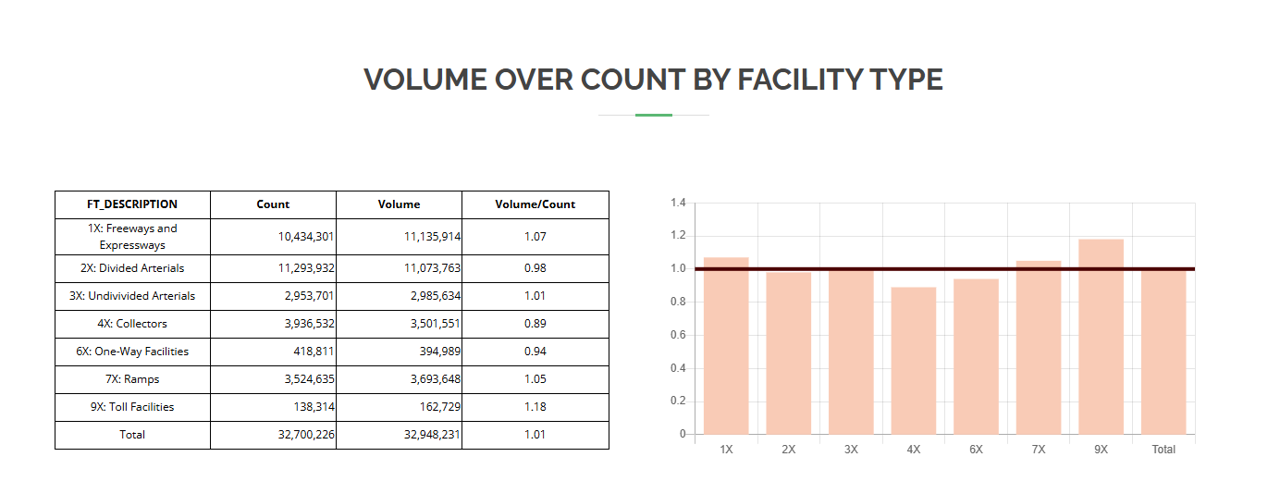 VOLUME OVER COUNT BY FACILITY TYPE
FT_DESCRIPTION Count Volume Volume/Count
1X: Freeways and
Expressways 10,434,301 11,135,914 1.07
2X: Divided Arterials 11,293,932 11,073,763 0.98
3X: Undivivided Arterials 2,953,701 2,985,634 1.01
4X: Collectors 3,936,532 3,501,551 0.89
6X: One-Way Facilities 418,811 394,989 0.94
7X: Ramps 3,524,635 3,693,648 1.05
9X: Toll Facilities 138,314 162,729 1.18
Total 32,700,226 32,948,231 1.01
1.4
1.2
1.0
0.8
0.6
0.4
0.2
0
1X 2X 3X 4X 6X 7X 9X Total